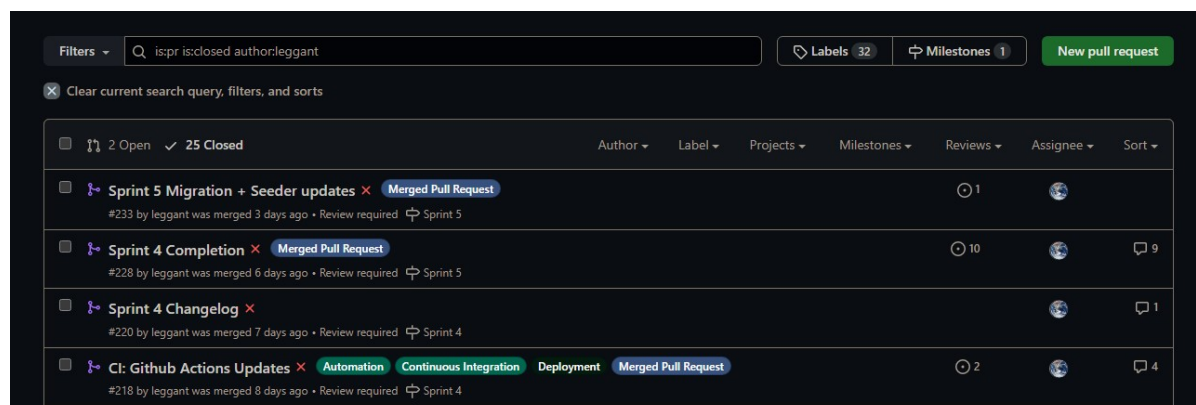 Filters is:pr is:closed author:leggant Labels 32 Milestones 1 New pull request
Clear current search query, filters, and sorts
2 Open 25 Closed Author Label Projects Milestones Reviews Assignee Sort
Sprint 5 Migration + Seeder updates Merged Pull Request 1
#233 by leggant was merged 3 days ago • Review required Sprint 5
Sprint 4 Completion Merged Pull Request 10 9
#228 by leggant was merged 6 days ago • Review required Sprint 5
Sprint 4 Changelog 1
#220 by leggant was merged 7 days ago • Review required Sprint 4
CI: Github Actions Updates Automation Continuous Integration Deployment Merged Pull Request 2 4
#218 by leggant was merged 8 days ago • Review required Sprint 4